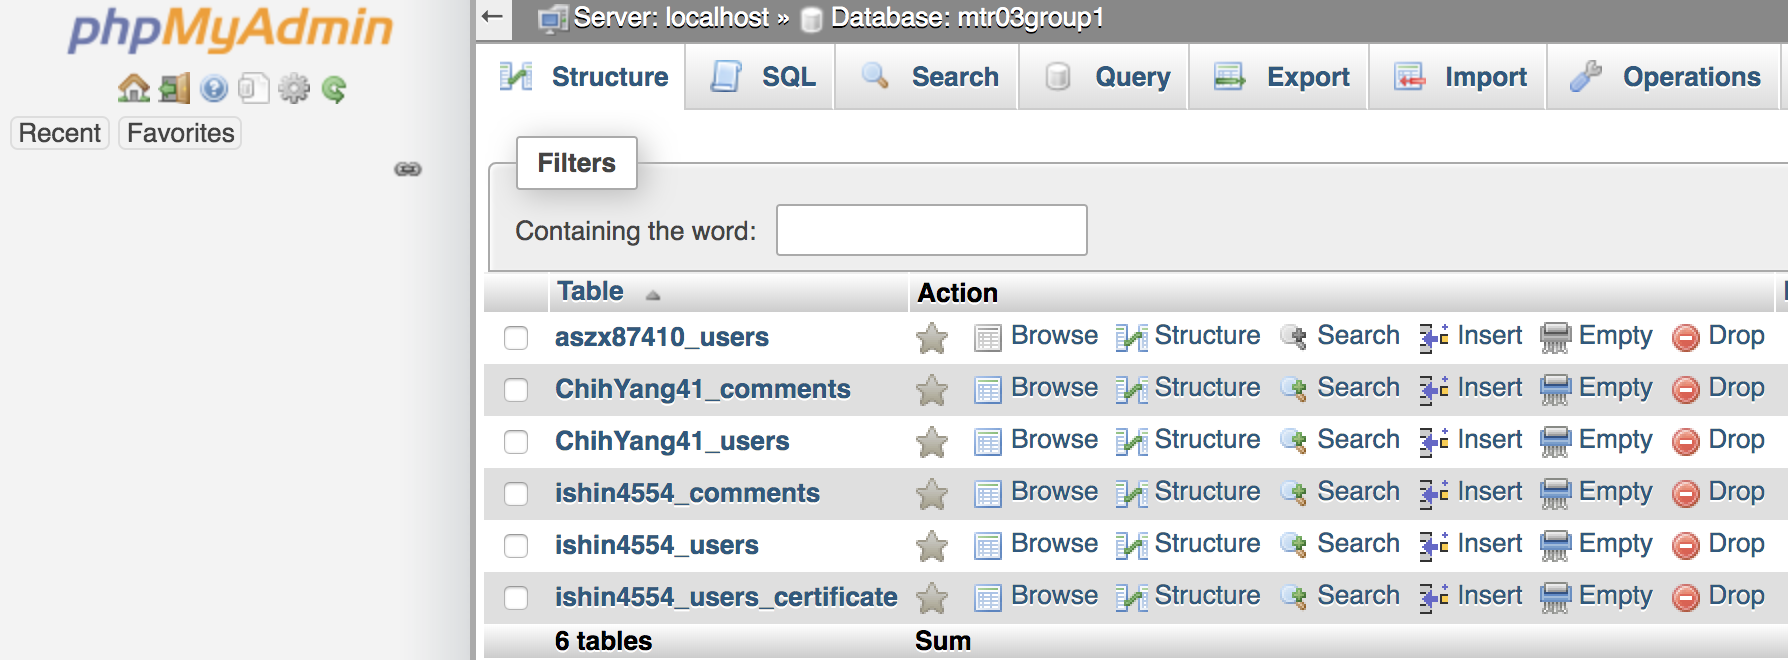 phpMyAdmin
Recent Favorites
Server: localhost » Database: mtr03group1
Structure SQL Search Query Export Import Operations
Filters
Containing the word:
Table Action
aszx87410_users Browse Structure Search Insert Empty Drop
ChihYang41_comments Browse Structure Search Insert Empty Drop
ChihYang41_users Browse Structure Search Insert Empty Drop
ishin4554_comments Browse Structure Search Insert Empty Drop
ishin4554_users Browse Structure Search Insert Empty Drop
ishin4554_users_certificate Browse Structure Search Insert Empty Drop
6 tables Sum